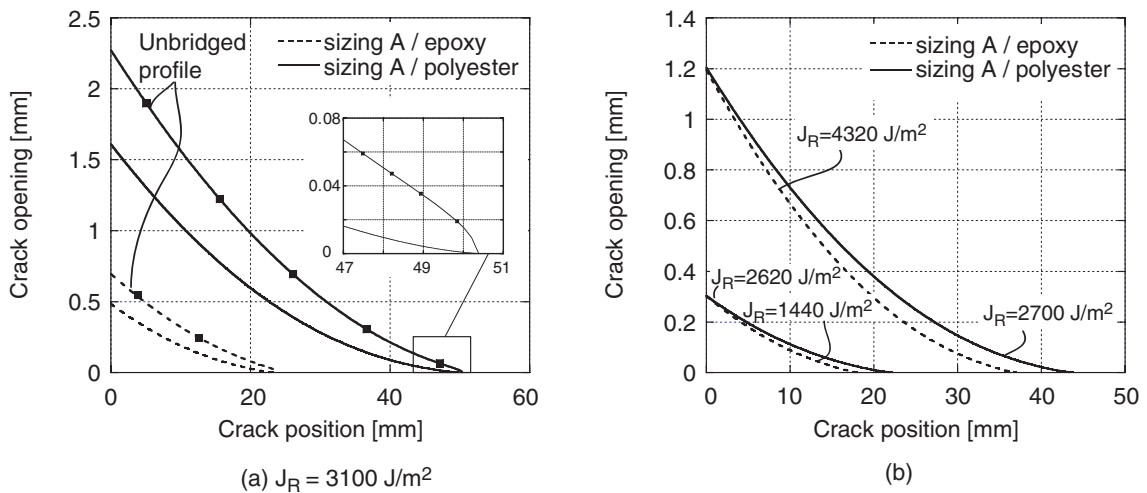 2.5
2
1.5
1
0.5
0
Crack opening [mm]
Unbridged
profile
sizing A / epoxy
sizing A / polyester
0.08
0.04
0
47
49
51
0
20
40
60
Crack position [mm]
(a) J_R = 3100 J/m²
1.4
1.2
1.0
0.8
0.6
0.4
0.2
0
Crack opening [mm]
sizing A / epoxy
sizing A / polyester
J_R=4320 J/m²
J_R=2620 J/m²
J_R=1440 J/m²
J_R=2700 J/m²
0
10
20
30
40
50
Crack position [mm]
(b)